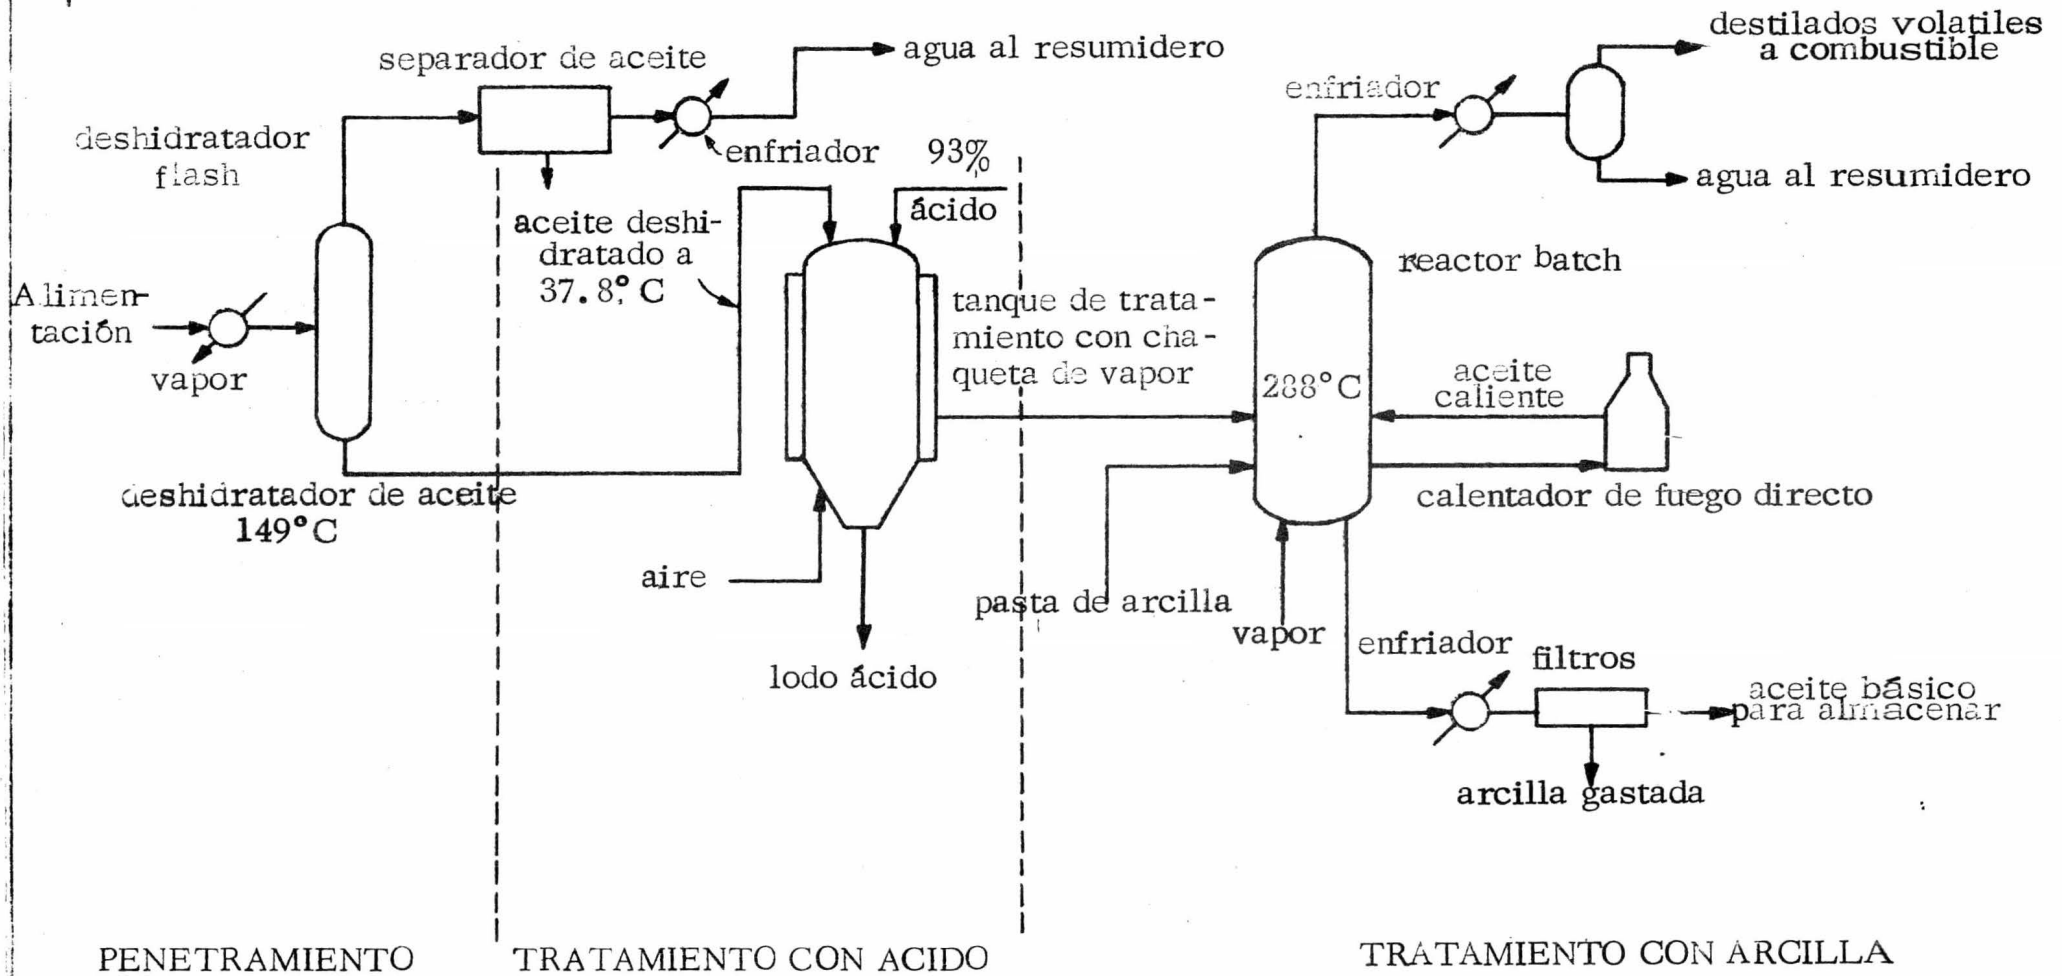 destilados volatiles
a combustible
separador de aceite
agua al resumidero
enfriador
deshidratador
flash
enfriador
93%
ácido
agua al resumidero
aceite deshi-
dratado a
37.8°C
reactor batch
Alimen-
tación
vapor
tanque de trata-
miento con cha-
queta de vapor
288°C
aceite
caliente
deshidratador de aceite
149°C
calentador de fuego directo
aire
pasta de arcilla
vapor
enfriador
filtros
lodo ácido
aceite básico
para almacenar
arcilla gastada
PENETRAMIENTO
TRATAMIENTO CON ACIDO
TRATAMIENTO CON ARCILLA